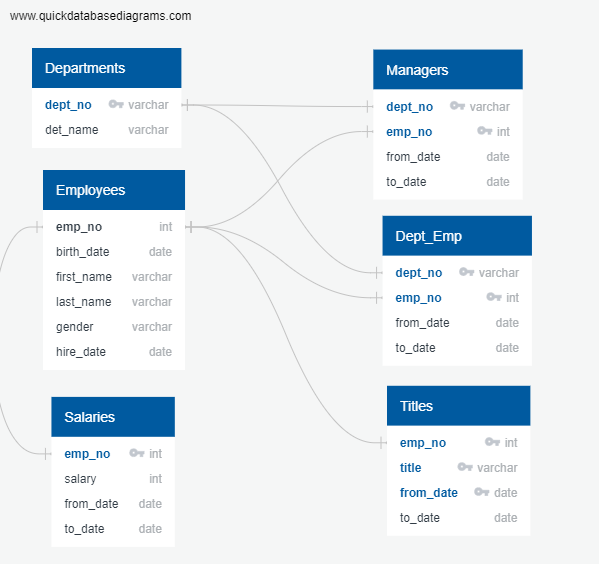 www.quickdatabasediagrams.com
Departments
dept_no varchar
det_name varchar
Employees
emp_no int
birth_date date
first_name varchar
last_name varchar
gender varchar
hire_date date
Salaries
emp_no int
salary int
from_date date
to_date date
Managers
dept_no varchar
emp_no int
from_date date
to_date date
Dept_Emp
dept_no varchar
emp_no int
from_date date
to_date date
Titles
emp_no int
title varchar
from_date date
to_date date